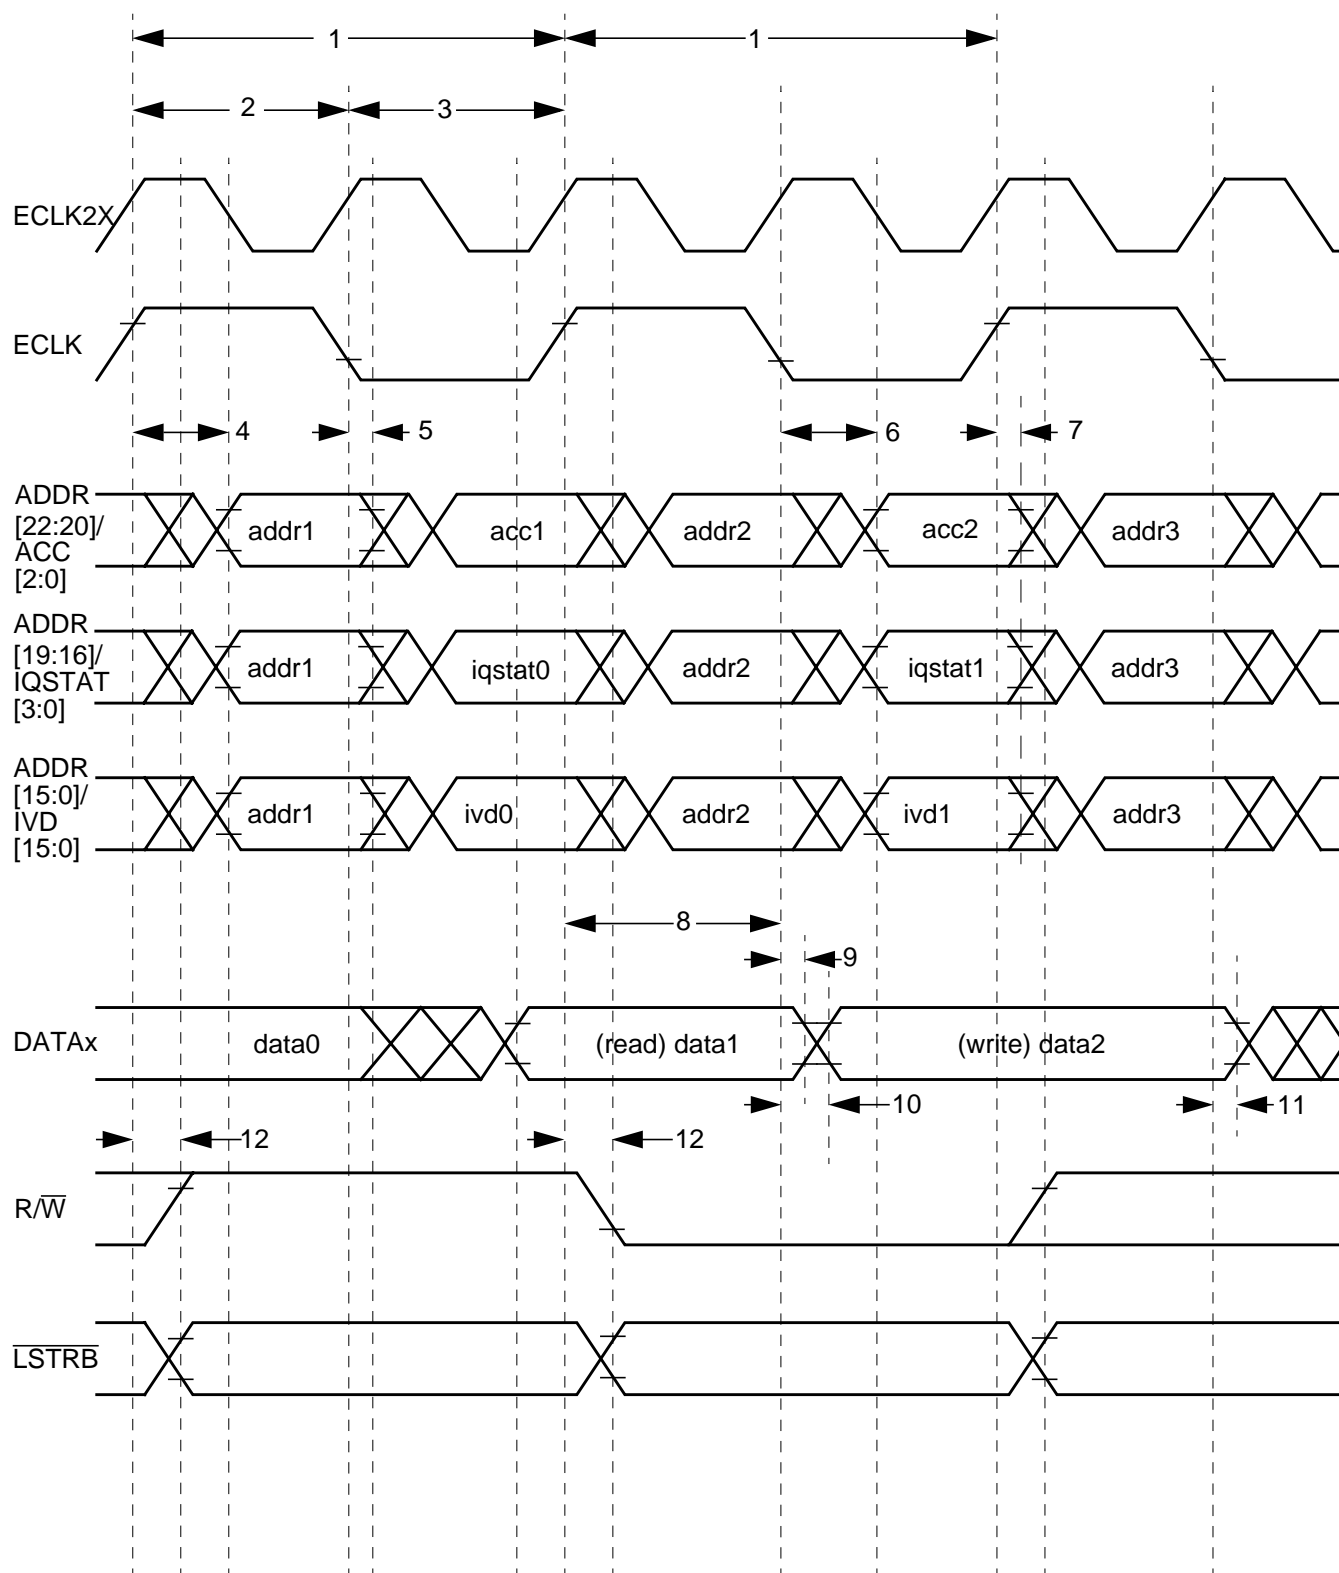 1 1
2 3
ECLK2X
ECLK
4 5 6 7
ADDR
[22:20]/
ACC
[2:0]
addr1 acc1 addr2 acc2 addr3
ADDR
[19:16]/
IQSTAT
[3:0]
addr1 iqstat0 addr2 iqstat1 addr3
ADDR
[15:0]/
IVD
[15:0]
addr1 ivd0 addr2 ivd1 addr3
8
9
DATAx data0 (read) data1 (write) data2
10 11
12 12
R/W̅
L̅S̅T̅R̅B̅